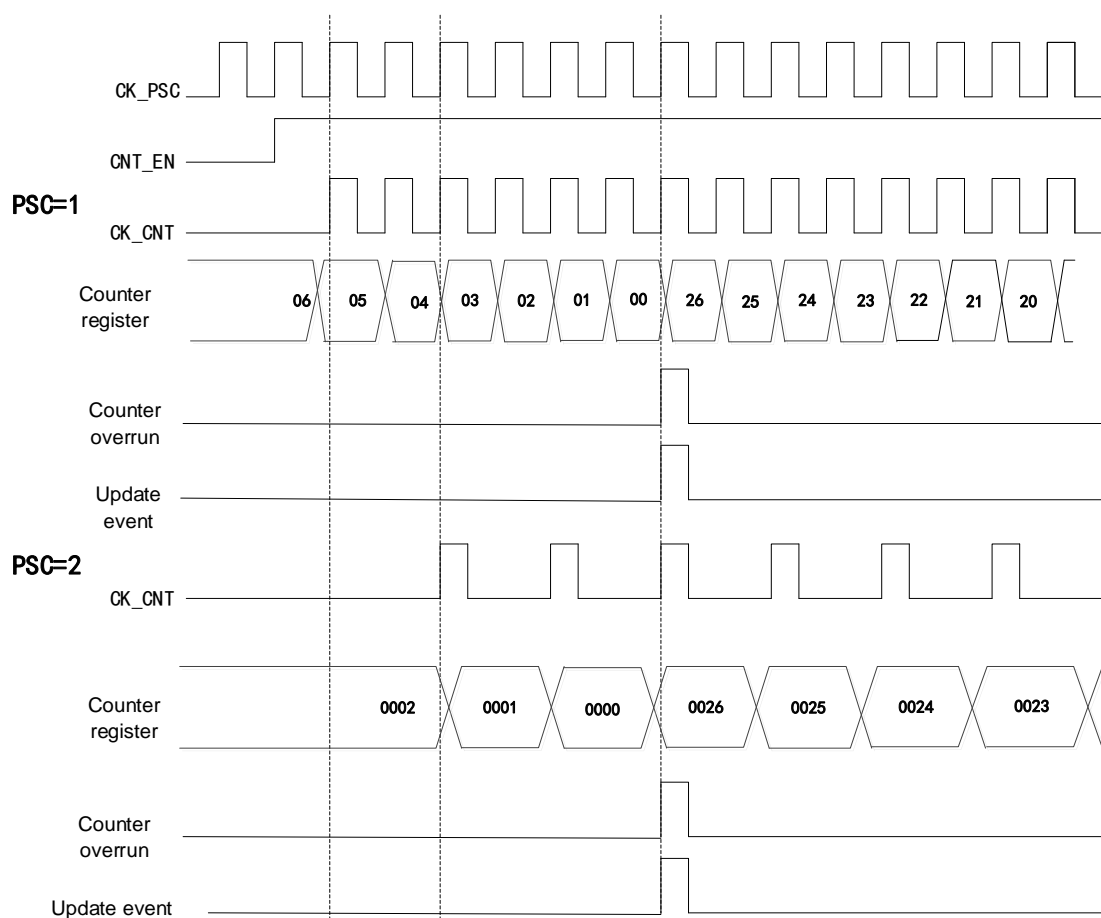 CK_PSC
CNT_EN
PSC=1
CK_CNT
Counter
register
06 05 04 03 02 01 00 26 25 24 23 22 21 20
Counter
overrun
Update
event
PSC=2
CK_CNT
Counter
register
0002 0001 0000 0026 0025 0024 0023
Counter
overrun
Update event